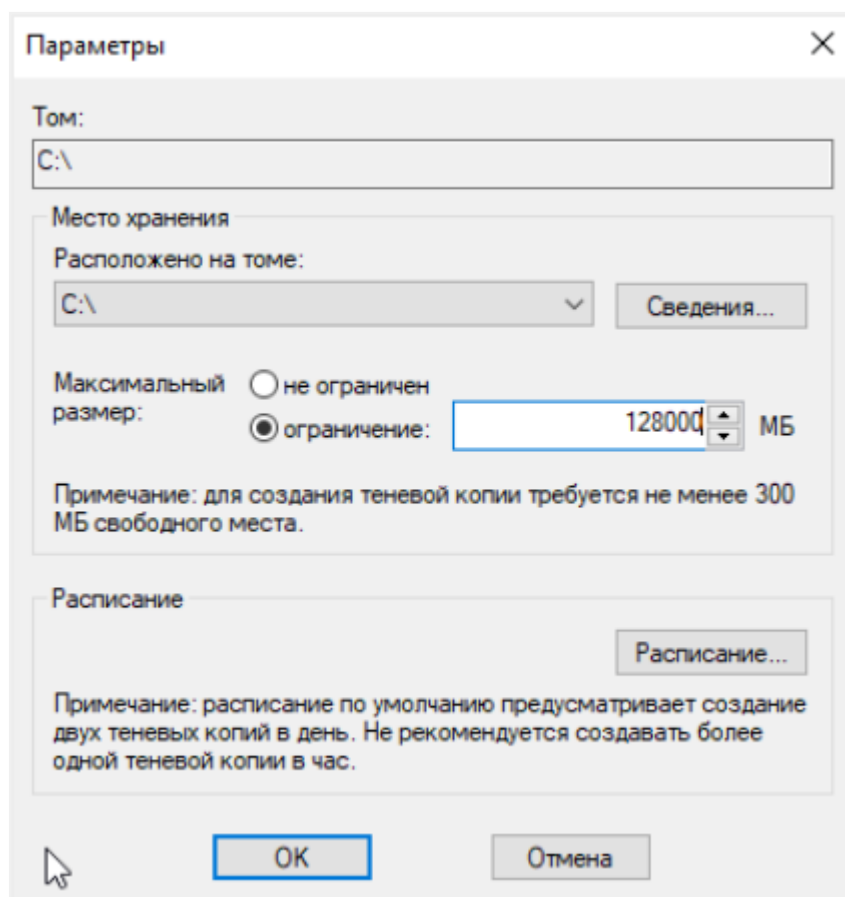 Параметры
Том:
C:\
Место хранения
Расположено на томе:
C:\
Сведения...
Максимальный размер:
не ограничен
ограничение:
128000
МБ
Примечание: для создания теневой копии требуется не менее 300
МБ свободного места.
Расписание
Расписание...
Примечание: расписание по умолчанию предусматривает создание
двух теневых копий в день. Не рекомендуется создавать более
одной теневой копии в час.
OK
Отмена